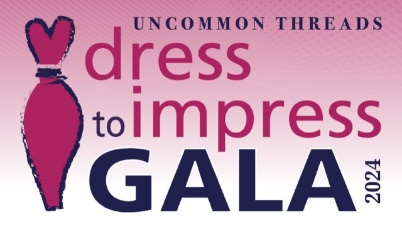 UNCOMMON THREADS
dress
to impress
GALA
2024